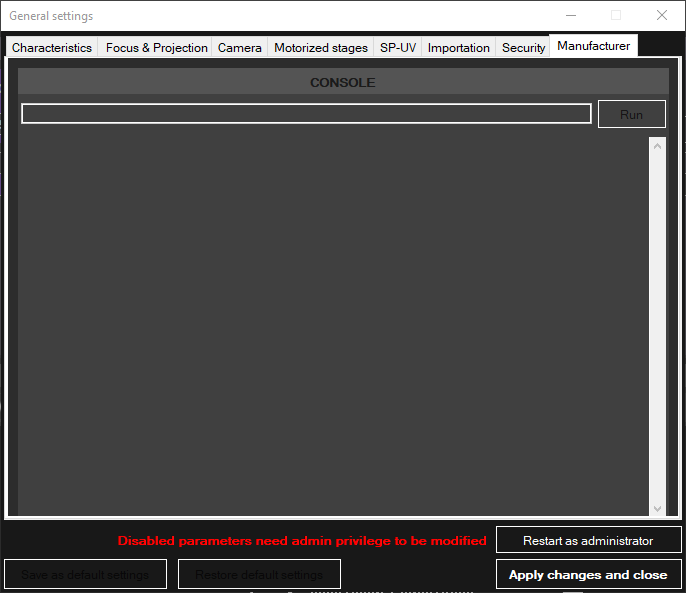 General settings
Characteristics Focus & Projection Camera Motorized stages SP-UV Importation Security Manufacturer
CONSOLE
Run
Disabled parameters need admin privilege to be modified Restart as administrator
Save as default settings Restore default settings Apply changes and close